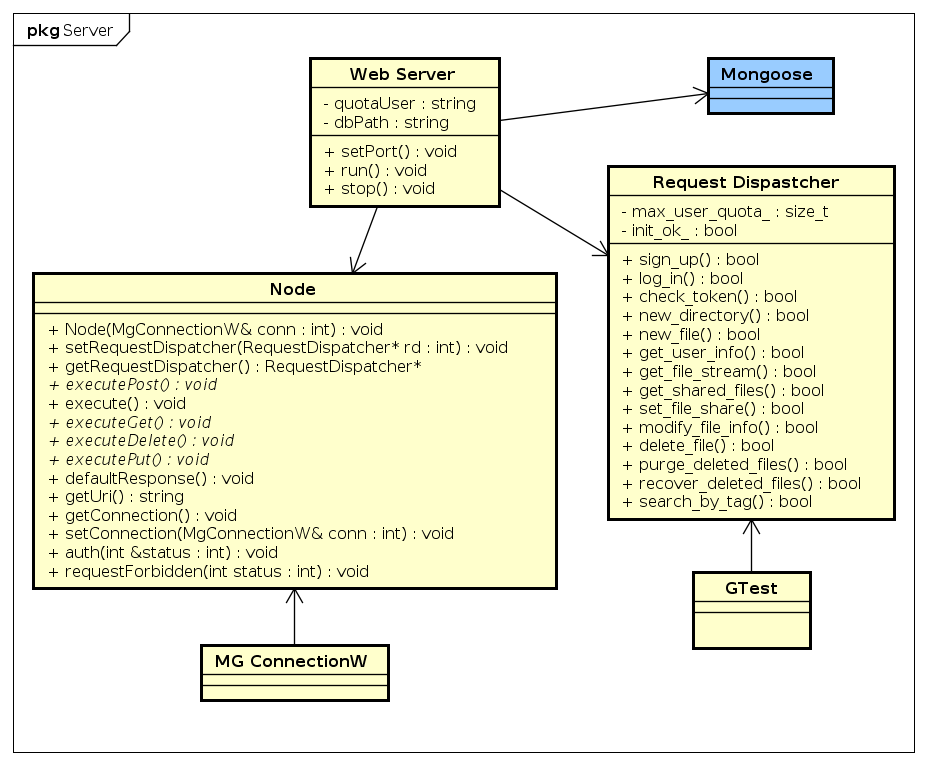 pkg Server
Web Server
- quotaUser : string
- dbPath : string
+ setPort() : void
+ run() : void
+ stop() : void
Mongoose
Request Dispastcher
- max_user_quota_ : size_t
- init_ok_ : bool
+ sign_up() : bool
+ log_in() : bool
+ check_token() : bool
+ new_directory() : bool
+ new_file() : bool
+ get_user_info() : bool
+ get_file_stream() : bool
+ get_shared_files() : bool
+ set_file_share() : bool
+ modify_file_info() : bool
+ delete_file() : bool
+ purge_deleted_files() : bool
+ recover_deleted_files() : bool
+ search_by_tag() : bool
Node
+ Node(MgConnectionW& conn : int) : void
+ setRequestDispatcher(RequestDispatcher* rd : int) : void
+ getRequestDispatcher() : RequestDispatcher*
+ executePost() : void
+ execute() : void
+ executeGet() : void
+ executeDelete() : void
+ executePut() : void
+ defaultResponse() : void
+ getUri() : string
+ getConnection() : void
+ setConnection(MgConnectionW& conn : int) : void
+ auth(int &status : int) : void
+ requestForbidden(int status : int) : void
GTest
MG ConnectionW